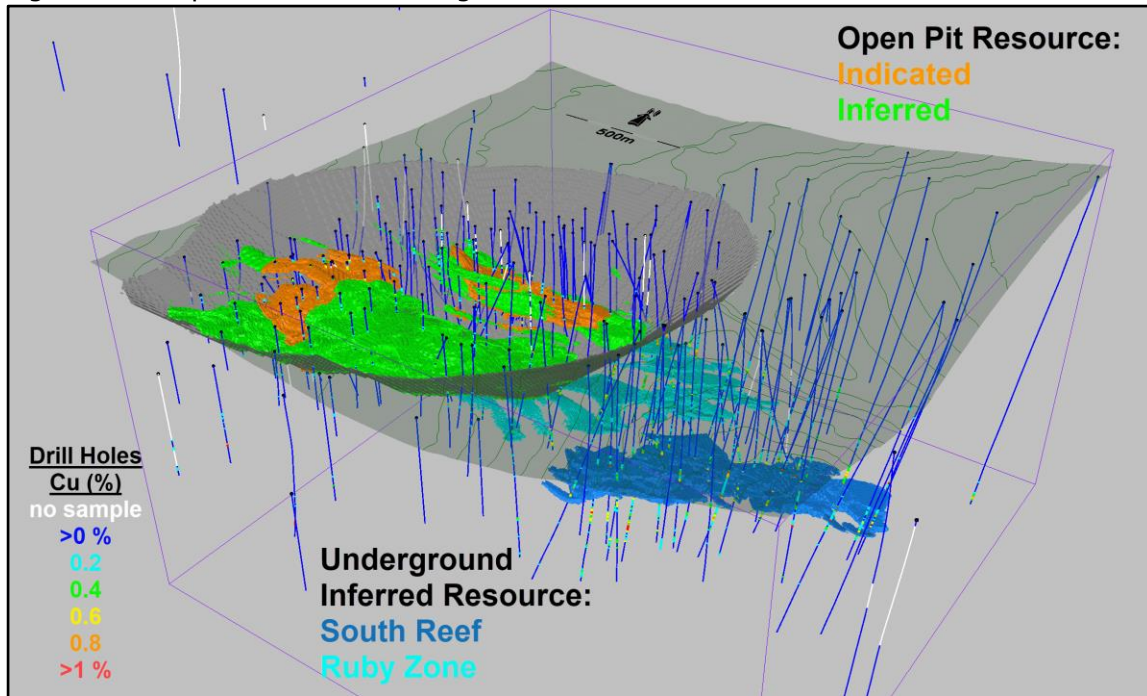 Open Pit Resource:
Indicated
Inferred
500m
Drill Holes
Cu (%)
no sample
>0 %
0.2
0.4
0.6
0.8
>1 %
Underground
Inferred Resource:
South Reef
Ruby Zone